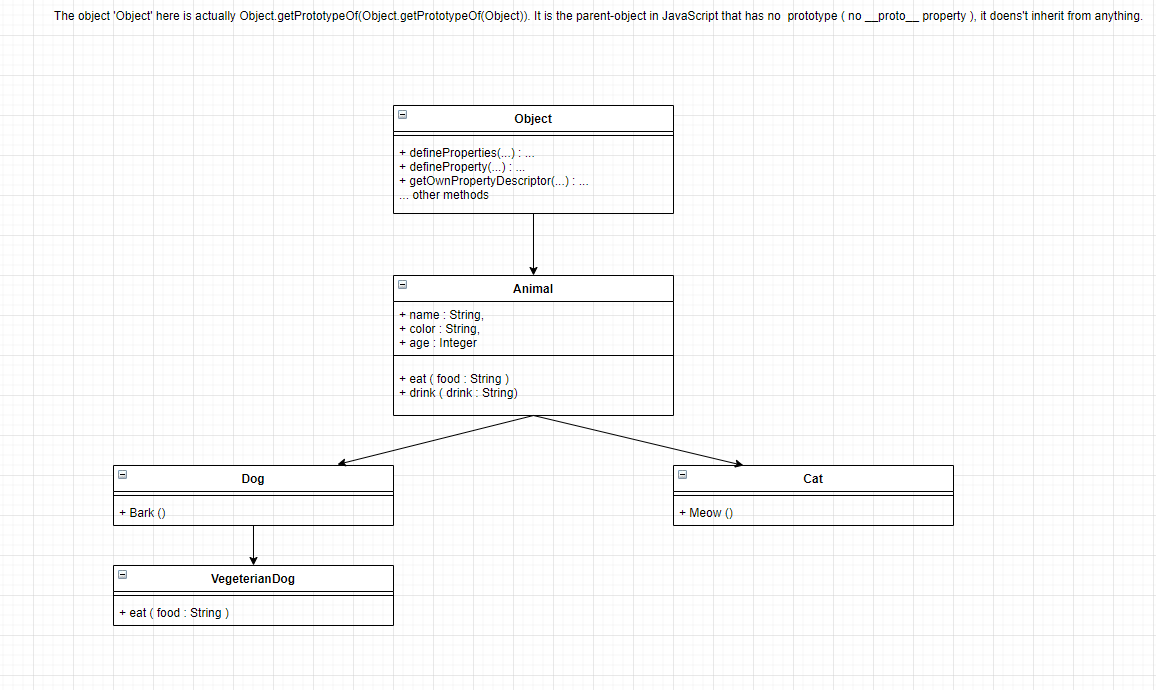 The object 'Object' here is actually Object.getPrototypeOf(Object.getPrototypeOf(Object)). It is the parent-object in JavaScript that has no  prototype ( no __proto__ property ), it doens't inherit from anything.
Object
+ defineProperties(...) : ...
+ defineProperty(...) : ...
+ getOwnPropertyDescriptor(...) : ...
... other methods
Animal
+ name : String,
+ color : String,
+ age : Integer
+ eat ( food : String )
+ drink ( drink : String)
Dog
+ Bark ()
Cat
+ Meow ()
VegeterianDog
+ eat ( food : String )